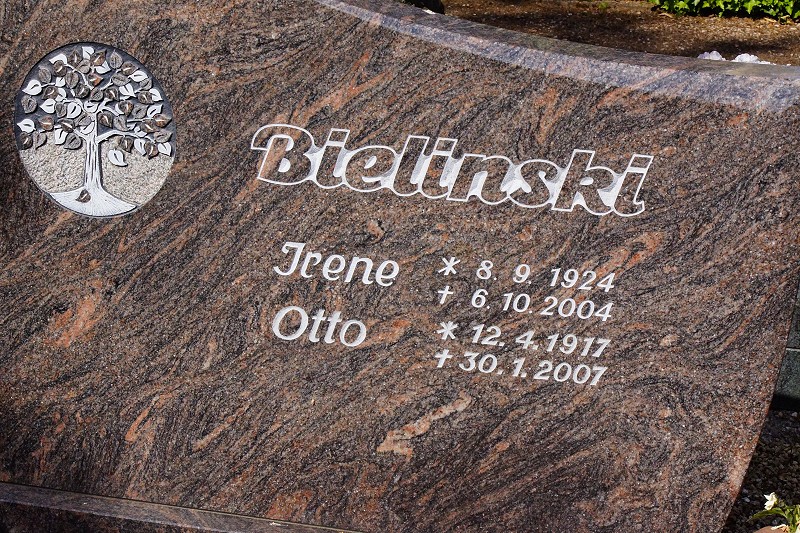 Bielinski
Irene * 8. 9. 1924
† 6. 10. 2004
Otto * 12. 4. 1917
† 30. 1. 2007